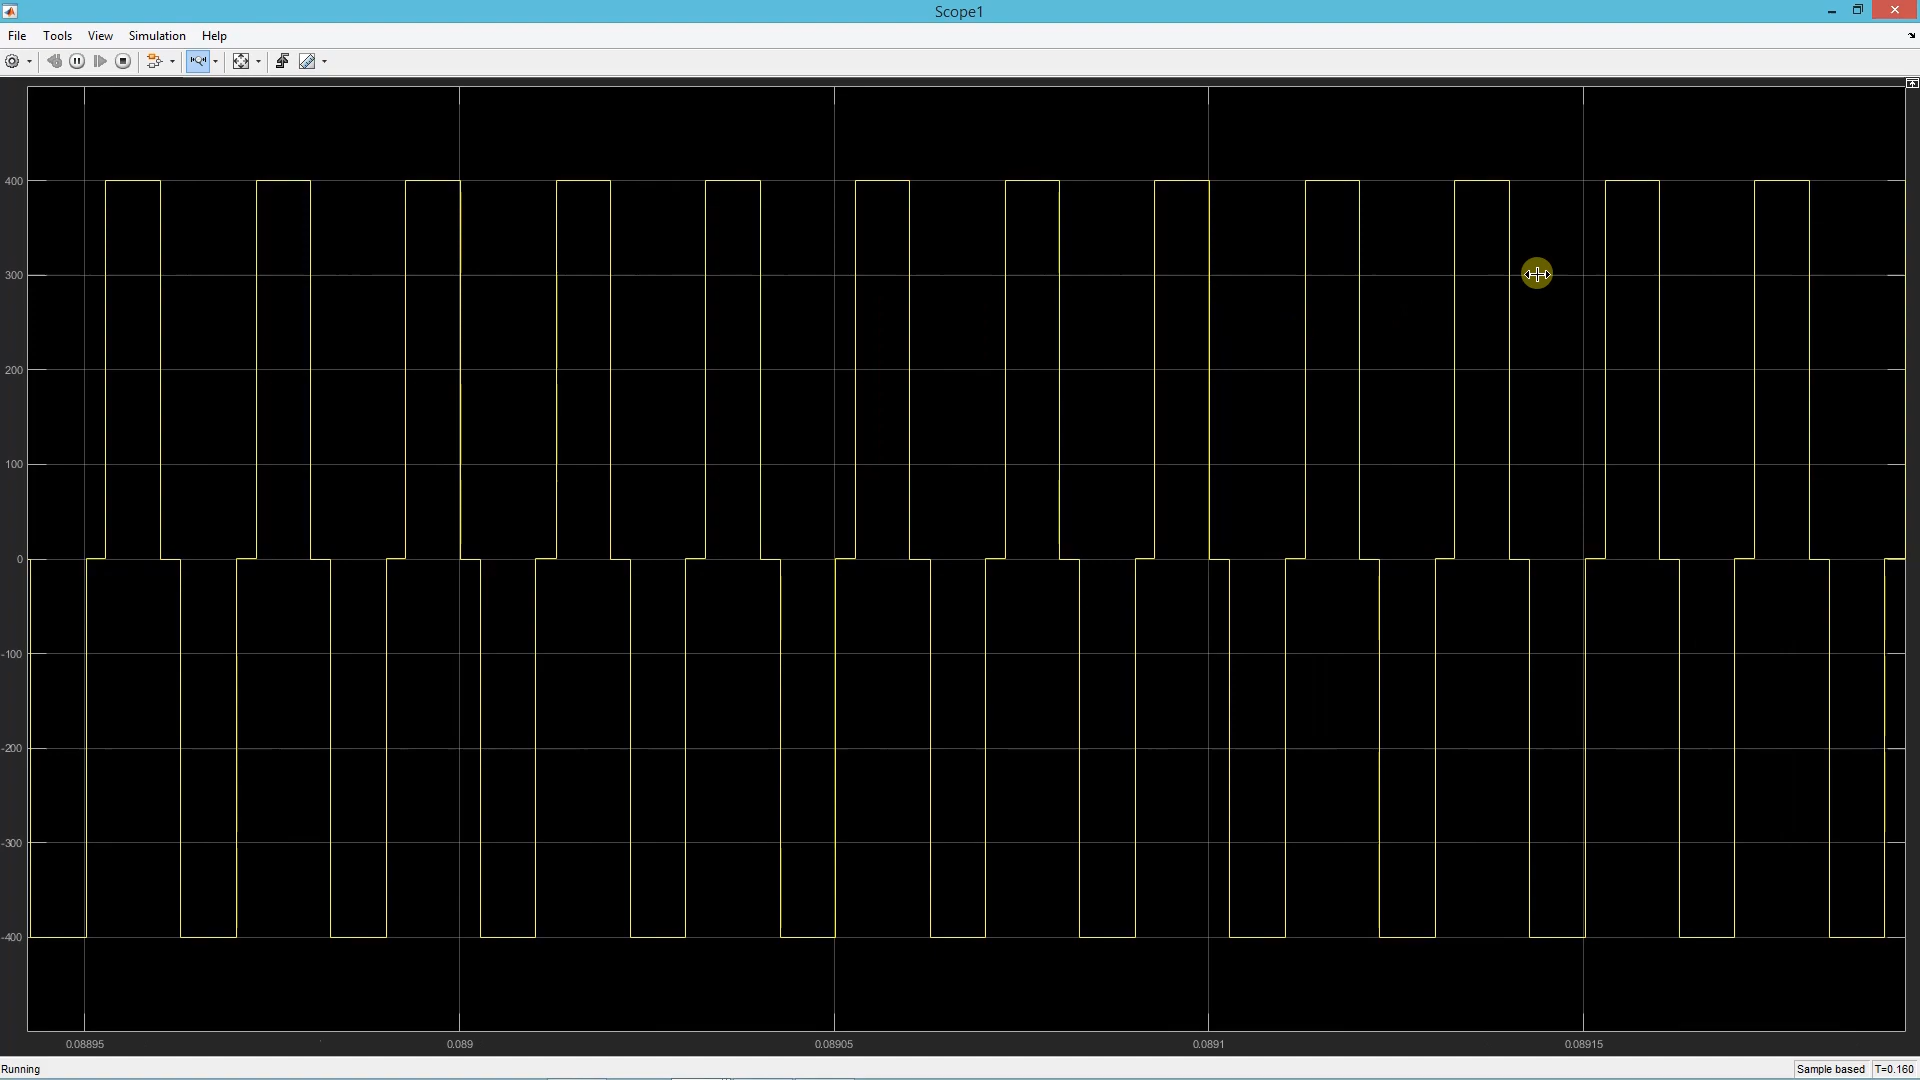 Scope1
File Tools View Simulation Help
400
300
200
100
0
-100
-200
-300
-400
0.08895 0.089 0.08905 0.0891 0.08915
Running Sample based T=0.160